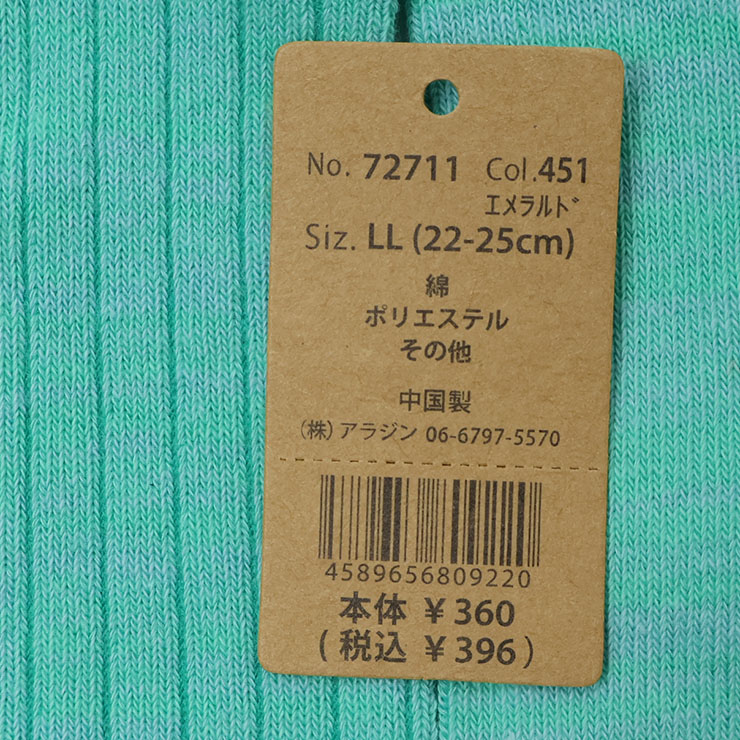 No. 72711 Col.451
エメラルド
Siz. LL (22-25cm)
綿
ポリエステル
その他
中国製
(株) アラジン 06-6797-5570
4589656809220
本体 ¥360
( 税込 ¥396 )